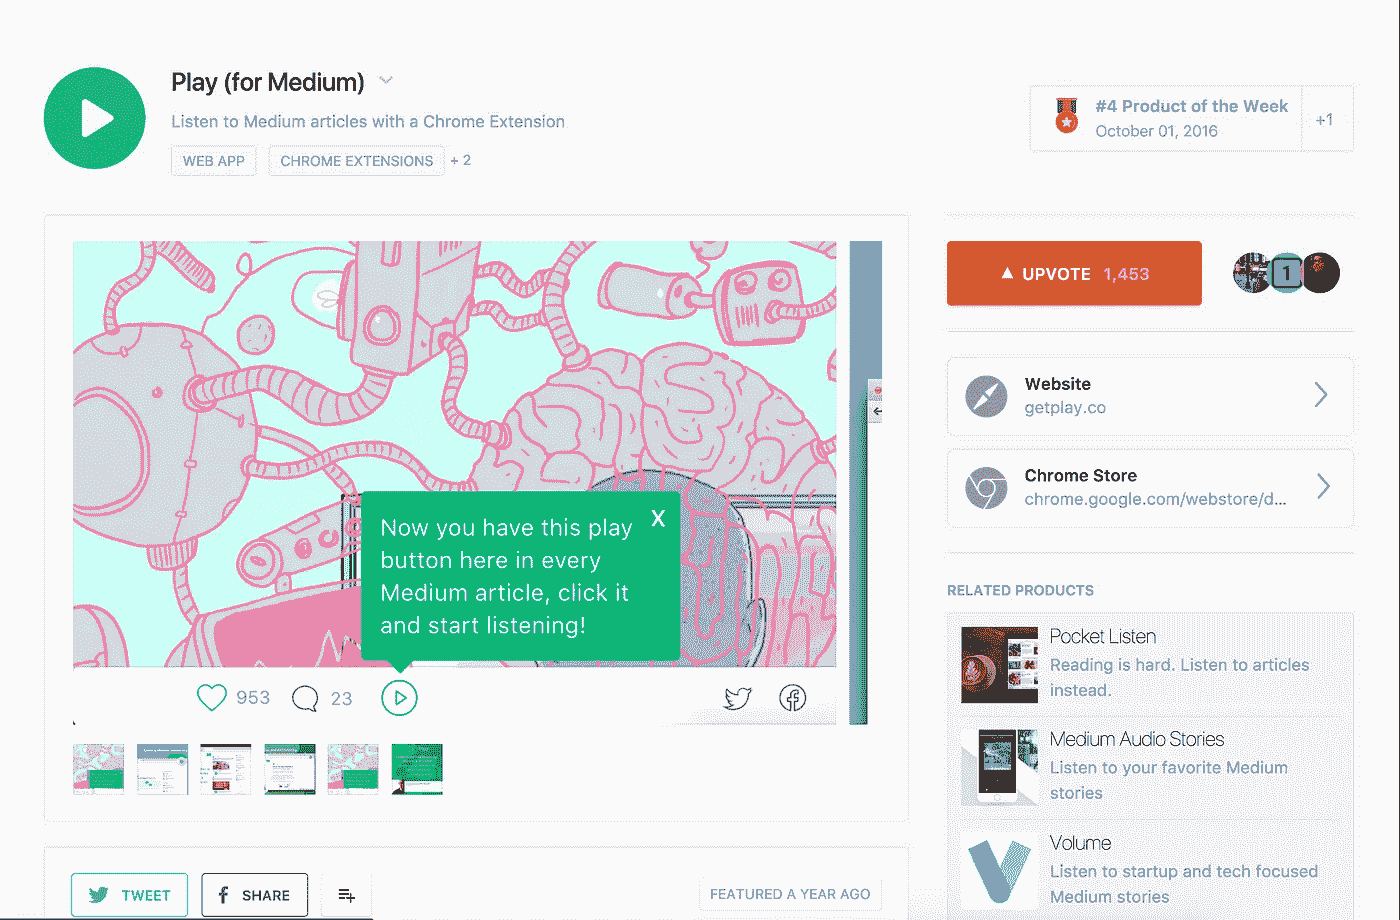 Play (for Medium)
Listen to Medium articles with a Chrome Extension
WEB APP
CHROME EXTENSIONS
+ 2
#4 Product of the Week
October 01, 2016
+1
Now you have this play
button here in every
Medium article, click it
and start listening!
X
953
23
UPVOTE 1,453
1
Website
getplay.co
Chrome Store
chrome.google.com/webstore/d...
RELATED PRODUCTS
Pocket Listen
Reading is hard. Listen to articles
instead.
Medium Audio Stories
Listen to your favorite Medium
stories
Volume
Listen to startup and tech focused
Medium stories
TWEET
SHARE
FEATURED A YEAR AGO